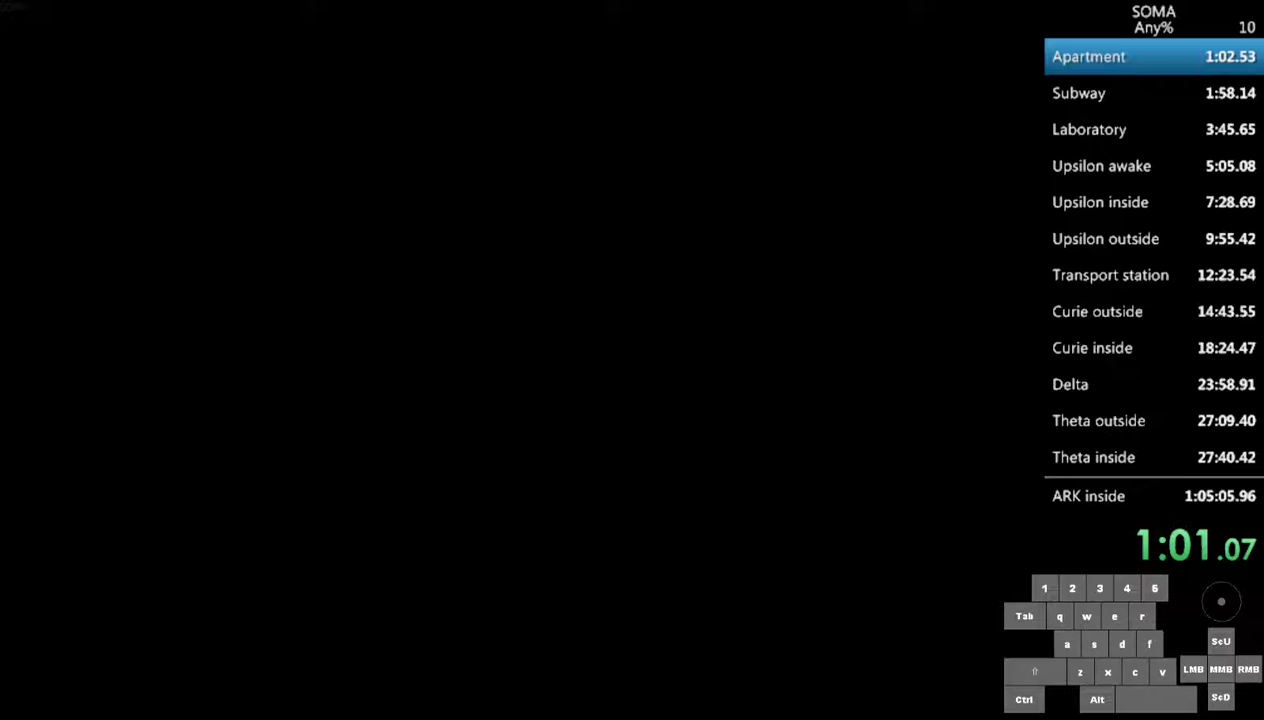 SOMA
Any% 10
Apartment 1:02.53
Subway 1:58.14
Laboratory 3:45.65
Upsilon awake 5:05.08
Upsilon inside 7:28.69
Upsilon outside 9:55.42
Transport station 12:23.54
Curie outside 14:43.55
Curie inside 18:24.47
Delta 23:58.91
Theta outside 27:09.40
Theta inside 27:40.42
ARK inside 1:05:05.96
1:01.07
1 2 3 4 5
Tab q w e r
a s d f ScU
⇧ z x c v LMB MMB RMB
Ctrl Alt ScD